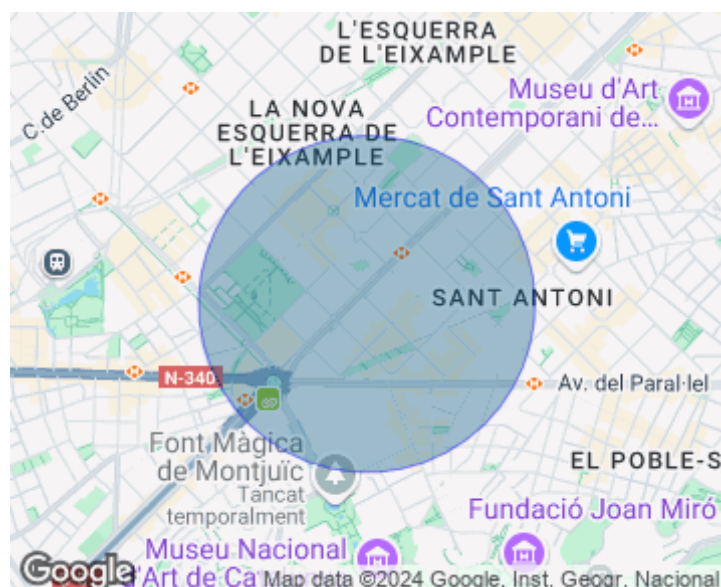 L'ESQUERRA
DE L'EIXAMPLE
C. de Berlin
Museu d'Art
Contemporani de...
LA NOVA
ESQUERRA DE
L'EIXAMPLE
Mercat de Sant Antoni
SANT ANTONI
N-340
Av. del Paral·lel
Font Màgica
de Montjuïc
Tancat
temporalment
EL POBLE-S
Fundació Joan Miró
Museu Nacional
d'Art de Ca
Google
Map data ©2024 Google, Inst. Geogr. Nacional